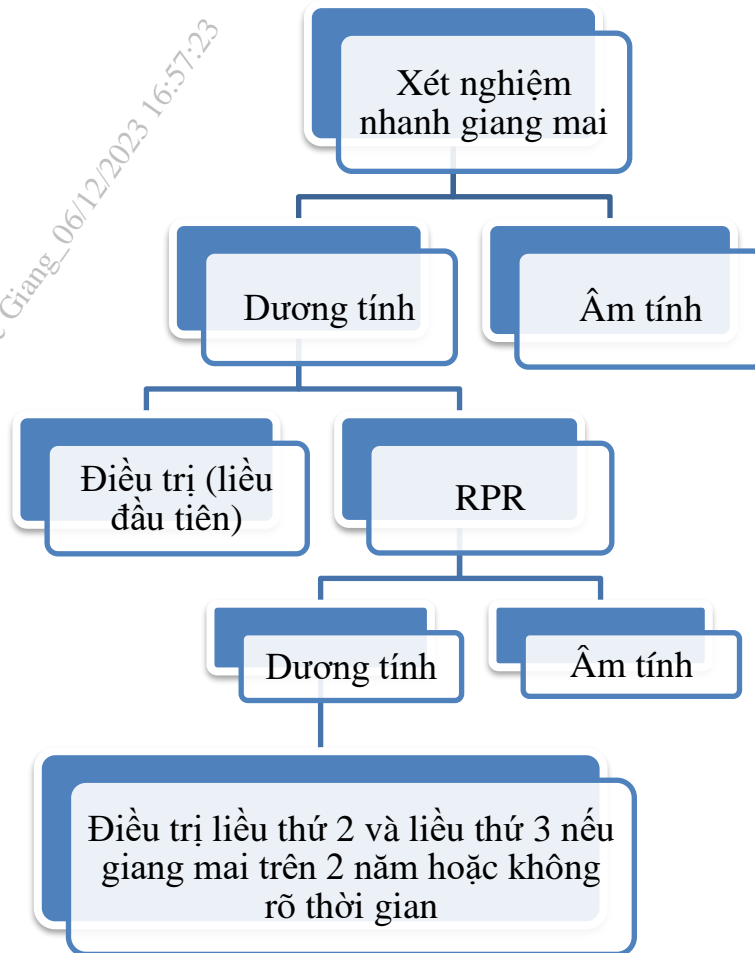 Giang_06/12/2023 16:57:23
Xét nghiệm
nhanh giang mai
Dương tính
Âm tính
Điều trị (liều
đầu tiên)
RPR
Dương tính
Âm tính
Điều trị liều thứ 2 và liều thứ 3 nếu
giang mai trên 2 năm hoặc không
rõ thời gian